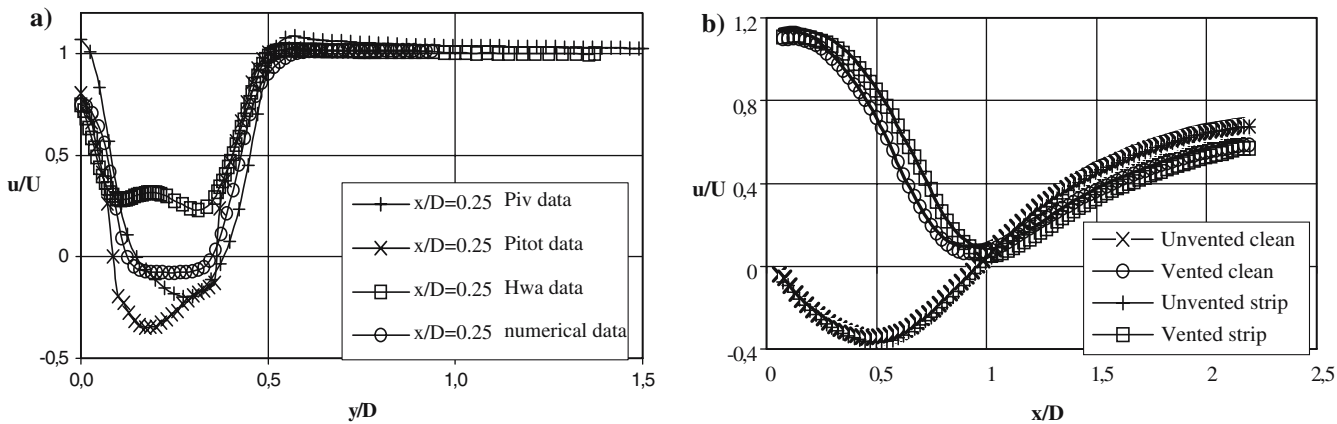 a)
1
0,5
u/U
0
-0,5
0,0
0,5
1,0
1,5
y/D
x/D=0.25 Piv data
x/D=0.25 Pitot data
x/D=0.25 Hwa data
x/D=0.25 numerical data
b)
1,2
0,8
u/U
0,4
0
-0,4
0
0,5
1
1,5
2
2,5
x/D
Unvented clean
Vented clean
Unvented strip
Vented strip